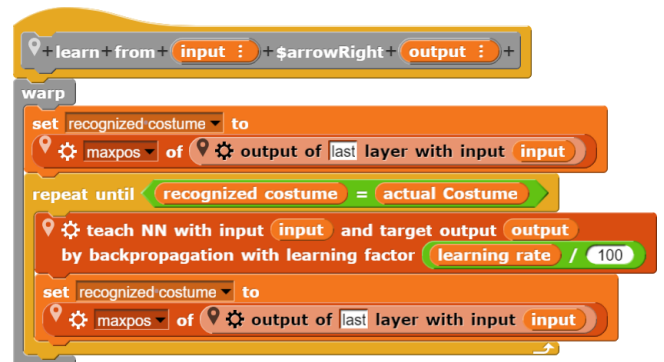 + learn + from + input ⋮ + $arrowRight + output ⋮ +
warp
set recognized costume ▾ to
maxpos ▾ of output of last layer with input input
repeat until recognized costume = actual Costume
teach NN with input input and target output output
by backpropagation with learning factor learning rate / 100
set recognized costume ▾ to
maxpos ▾ of output of last layer with input input